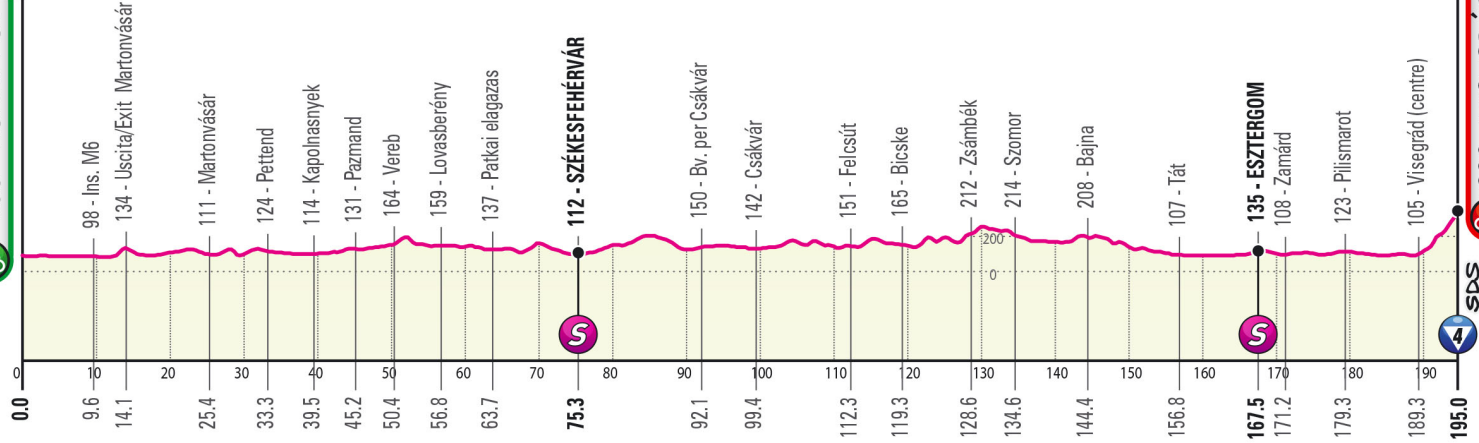 98 - Ins. M6
134 - Uscita/Exit Martonvásár
111 - Martonvásár
124 - Pettend
114 - Kapolnasnyek
131 - Pazmand
164 - Vereb
159 - Lovasberény
137 - Patkai elagazas
112 - SZÉKESFEHÉRVÁR
150 - Bv. per Csákvár
142 - Csákvár
151 - Felcsút
165 - Bicske
212 - Zsámbék
214 - Szomor
208 - Bajna
107 - Tát
135 - ESZTERGOM
108 - Zamárd
123 - Pilismarot
105 - Visegrád (centre)
200
0
S
S
4
SDS
0 10 20 30 40 50 60 70 80 90 100 110 120 130 140 150 160 170 180 190
0.0 9.6 14.1 25.4 33.3 39.5 45.2 50.4 56.8 63.7 75.3 92.1 99.4 112.3 119.3 128.6 134.6 144.4 156.8 167.5 171.2 179.3 189.3 195.0